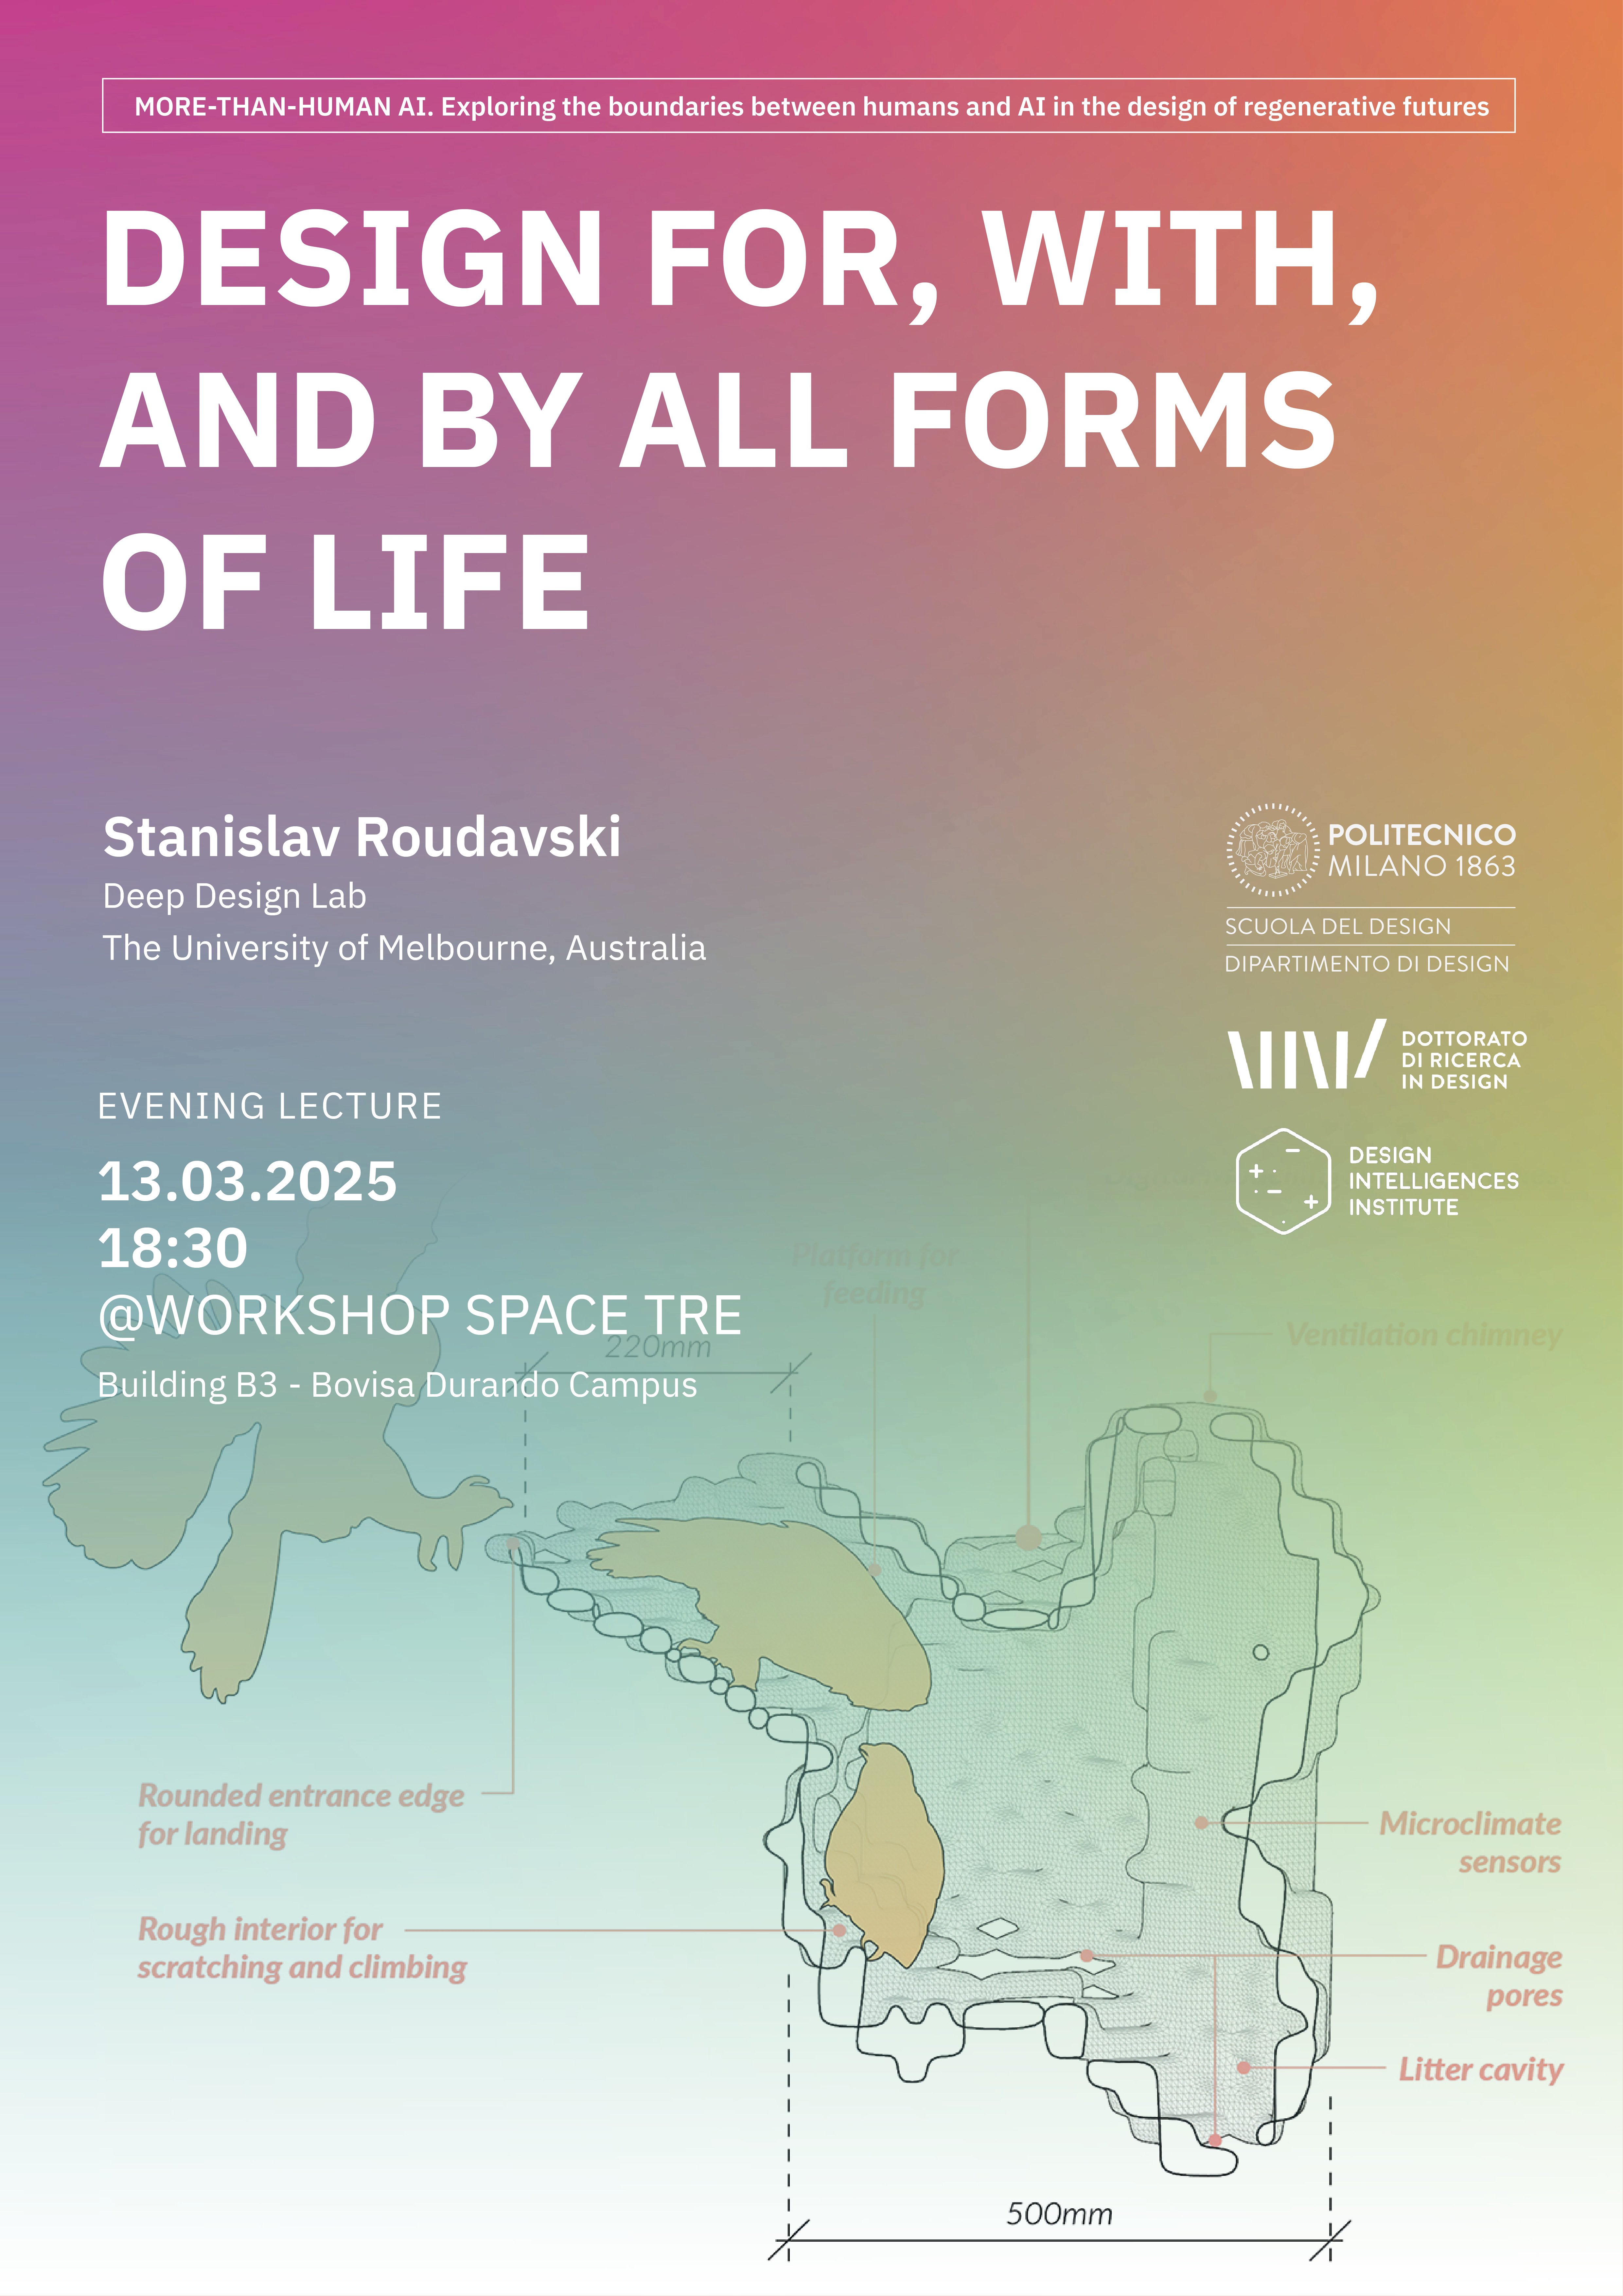 MORE-THAN-HUMAN AI. Exploring the boundaries between humans and AI in the design of regenerative futures
DESIGN FOR, WITH,
AND BY ALL FORMS
OF LIFE
Stanislav Roudavski
Deep Design Lab
The University of Melbourne, Australia
POLITECNICO
MILANO 1863
SCUOLA DEL DESIGN
DIPARTIMENTO DI DESIGN
DOTTORATO
DI RICERCA
IN DESIGN
DESIGN
INTELLIGENCES
INSTITUTE
EVENING LECTURE
13.03.2025
18:30
@WORKSHOP SPACE TRE
Building B3 - Bovisa Durando Campus
220mm
Platform for
feeding
Ventilation chimney
Rounded entrance edge
for landing
Rough interior for
scratching and climbing
Microclimate
sensors
Drainage
pores
Litter cavity
500mm